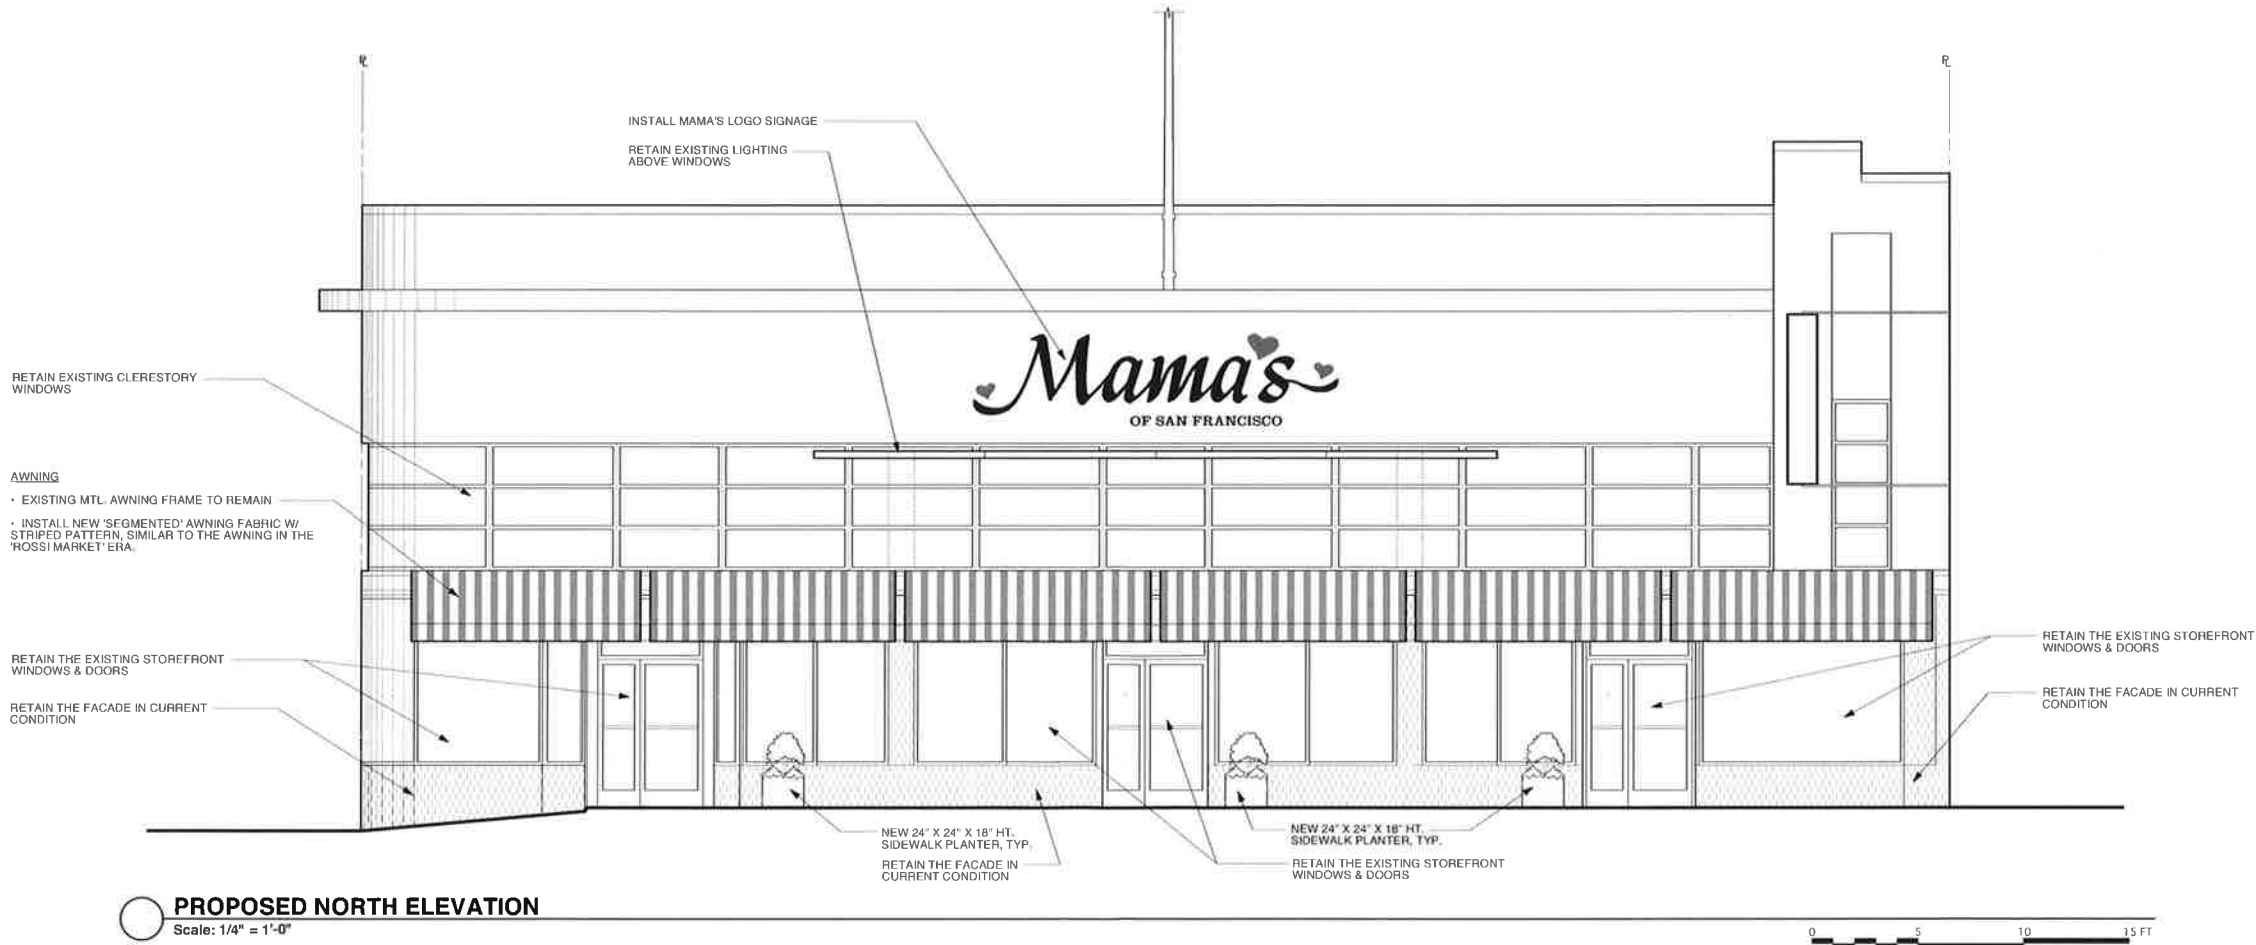 ℄
℄
INSTALL MAMA'S LOGO SIGNAGE
RETAIN EXISTING LIGHTING
ABOVE WINDOWS
Mama's
OF SAN FRANCISCO
RETAIN EXISTING CLERESTORY
WINDOWS
AWNING
• EXISTING MTL. AWNING FRAME TO REMAIN
• INSTALL NEW 'SEGMENTED' AWNING FABRIC W/
STRIPED PATTERN, SIMILAR TO THE AWNING IN THE
'ROSSI MARKET' ERA.
RETAIN THE EXISTING STOREFRONT
WINDOWS & DOORS
RETAIN THE FACADE IN CURRENT
CONDITION
RETAIN THE EXISTING STOREFRONT
WINDOWS & DOORS
RETAIN THE FACADE IN CURRENT
CONDITION
NEW 24" X 24" X 18" HT.
SIDEWALK PLANTER, TYP.
RETAIN THE FACADE IN
CURRENT CONDITION
NEW 24" X 24" X 18" HT.
SIDEWALK PLANTER, TYP.
RETAIN THE EXISTING STOREFRONT
WINDOWS & DOORS
PROPOSED NORTH ELEVATION
Scale: 1/4" = 1'-0"
0 5 10 15 FT